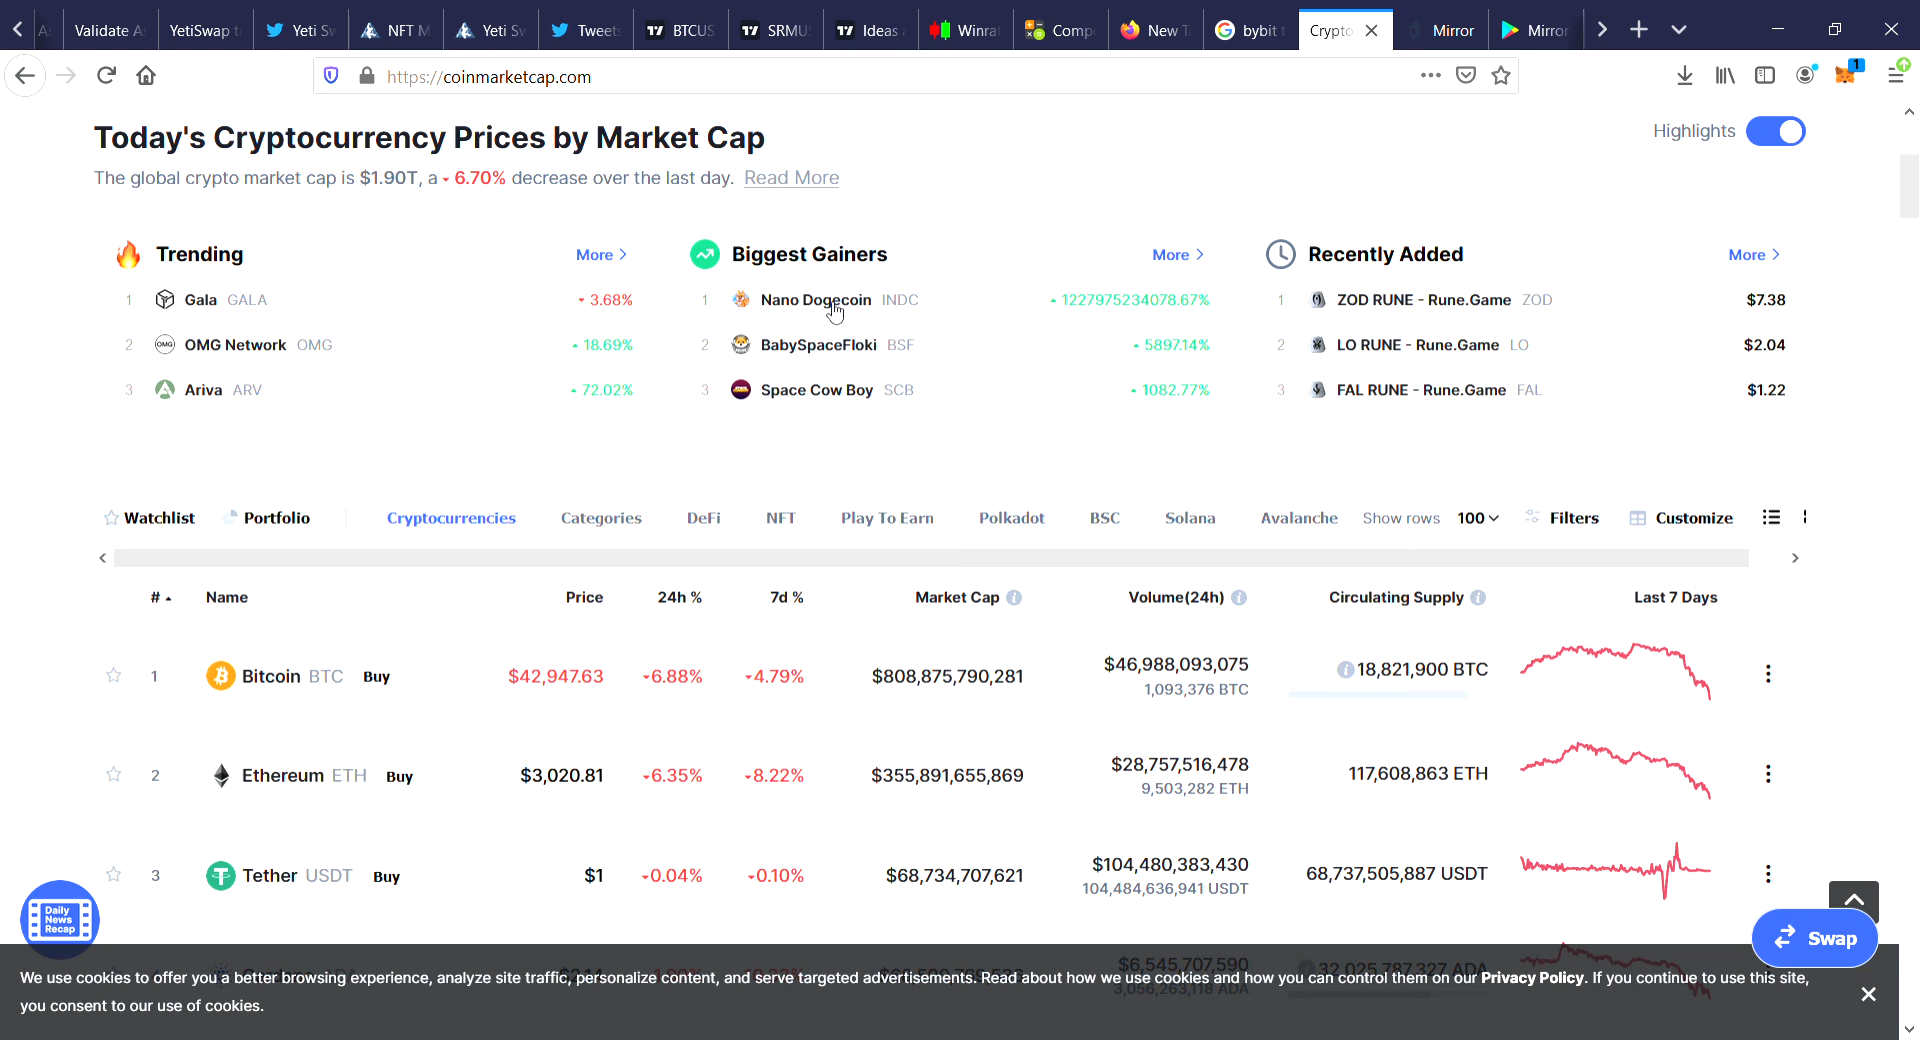 Validate A
YetiSwap
Yeti Sw
NFT M
Yeti Sw
Tweet
BTCUS
SRMU
Ideas
Winra
Comp
New T
bybit t
Crypto
Mirror
Mirror
https://coinmarketcap.com
1
Today's Cryptocurrency Prices by Market Cap
Highlights
The global crypto market cap is $1.90T, a 6.70% decrease over the last day. Read More
Trending More
1 Gala GALA 3.68%
2 OMG Network OMG 18.69%
3 Ariva ARV 72.02%
Biggest Gainers More
1 Nano Dogecoin INDC 1227975234078.67%
2 BabySpaceFloki BSF 5897.14%
3 Space Cow Boy SCB 1082.77%
Recently Added More
1 ZOD RUNE - Rune.Game ZOD $7.38
2 LO RUNE - Rune.Game LO $2.04
3 FAL RUNE - Rune.Game FAL $1.22
Watchlist Portfolio Cryptocurrencies Categories DeFi NFT Play To Earn Polkadot BSC Solana Avalanche Show rows 100 Filters Customize
# Name Price 24h % 7d % Market Cap Volume(24h) Circulating Supply Last 7 Days
1 Bitcoin BTC Buy $42,947.63 -6.88% -4.79% $808,875,790,281 $46,988,093,075 18,821,900 BTC
1,093,376 BTC
2 Ethereum ETH Buy $3,020.81 -6.35% -8.22% $355,891,655,869 $28,757,516,478 117,608,863 ETH
9,503,282 ETH
3 Tether USDT Buy $1 -0.04% -0.10% $68,734,707,621 $104,480,383,430 68,737,505,887 USDT
104,484,636,941 USDT
Daily
News
Recap
Swap
$6,545,707,590 32,025,787,327 ADA
We use cookies to offer you a better browsing experience, analyze site traffic, personalize content, and serve targeted advertisements. Read about how we use cookies and how you can control them on our Privacy Policy. If you continue to use this site,
you consent to our use of cookies.